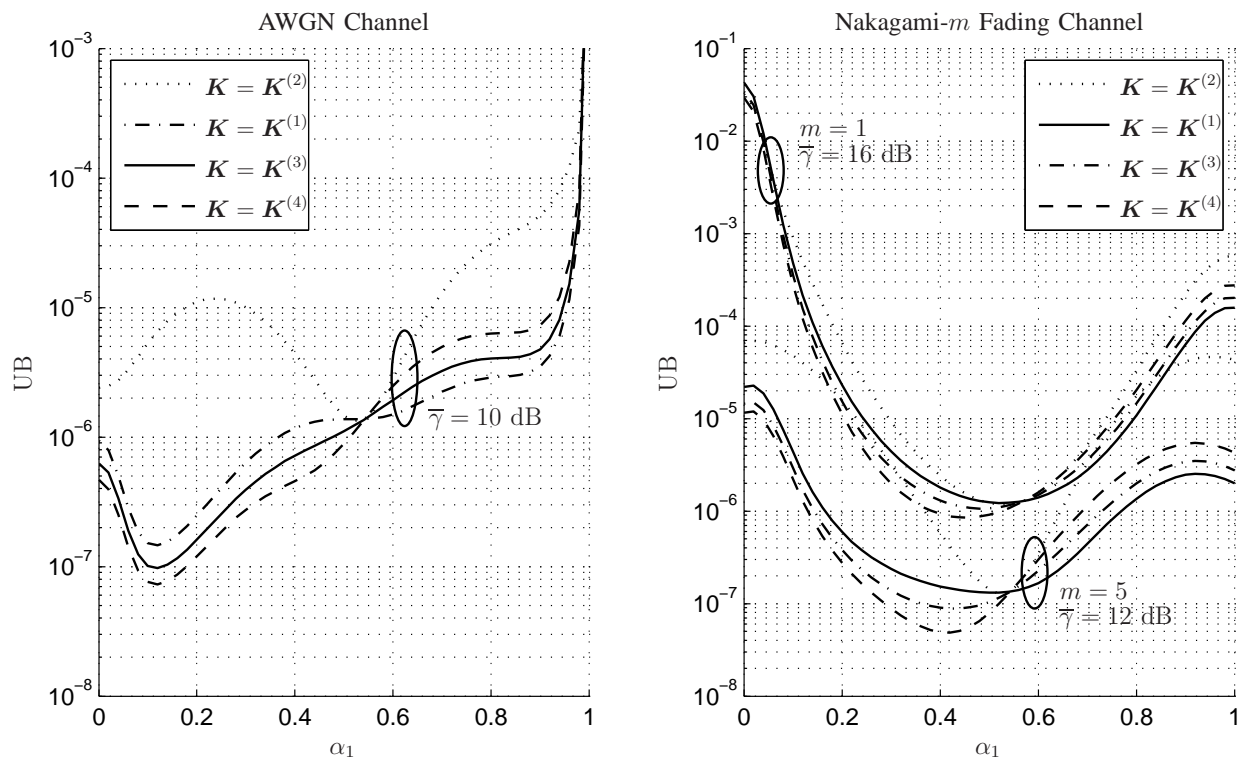 AWGN Channel
10^{-3}
10^{-4}
10^{-5}
10^{-6}
10^{-7}
10^{-8}
UB
K = K^{(2)}
K = K^{(1)}
K = K^{(3)}
K = K^{(4)}
γ̅ = 10 dB
0 0.2 0.4 0.6 0.8 1
α_1
Nakagami-m Fading Channel
10^{-1}
10^{-2}
10^{-3}
10^{-4}
10^{-5}
10^{-6}
10^{-7}
10^{-8}
UB
K = K^{(2)}
K = K^{(1)}
K = K^{(3)}
K = K^{(4)}
m = 1
γ̅ = 16 dB
m = 5
γ̅ = 12 dB
0 0.2 0.4 0.6 0.8 1
α_1